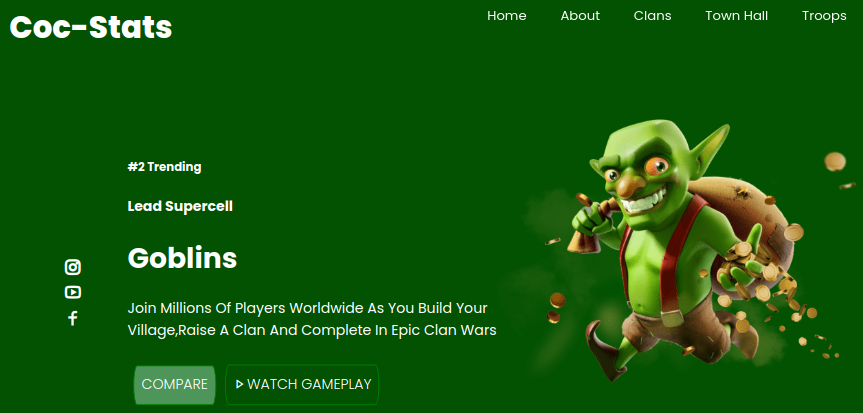 Coc-Stats
Home About Clans Town Hall Troops
#2 Trending
Lead Supercell
Goblins
Join Millions Of Players Worldwide As You Build Your
Village,Raise A Clan And Complete In Epic Clan Wars
COMPARE WATCH GAMEPLAY